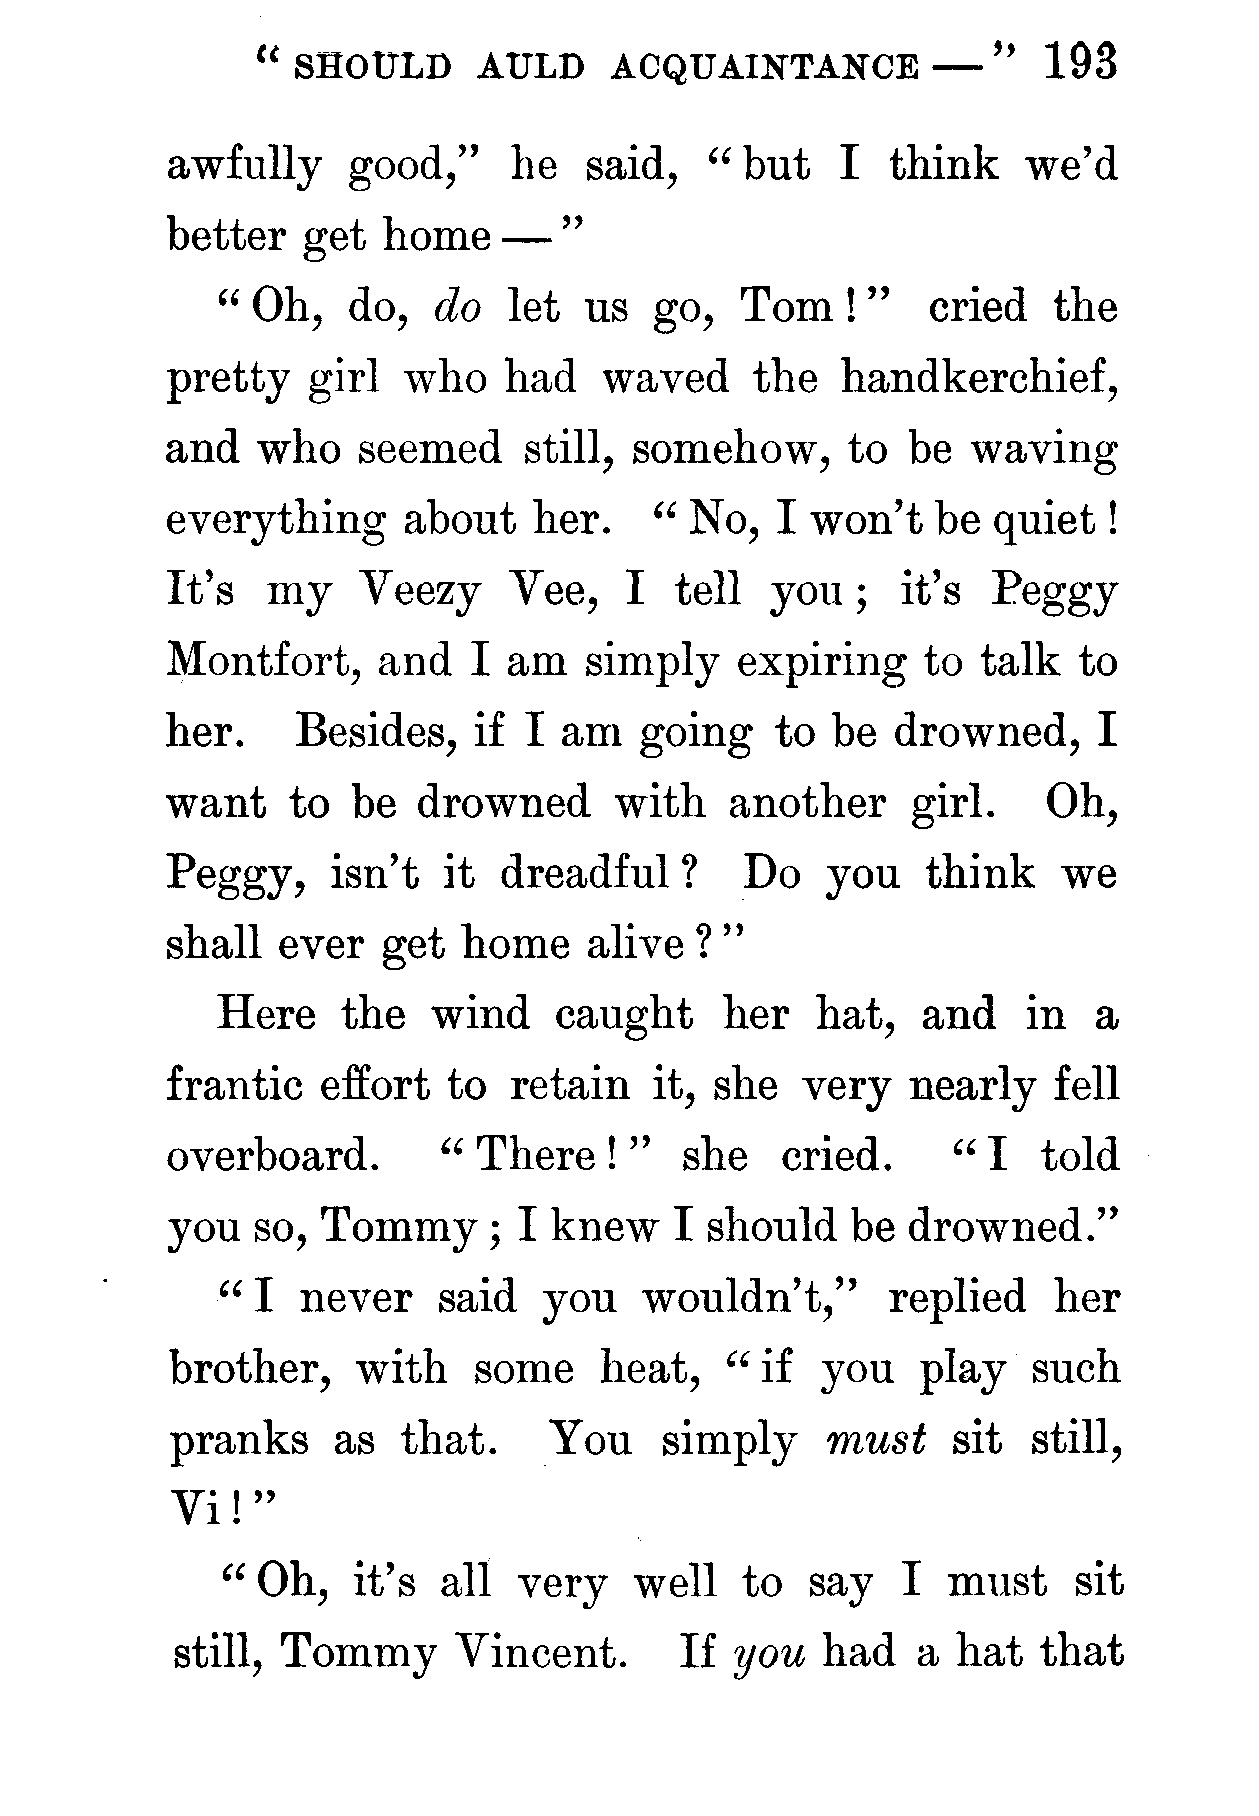 “ SHOULD AULD ACQUAINTANCE — ” 193
awfully good,” he said, “ but I think we’d
better get home — ”
“ Oh, do, do let us go, Tom ! ” cried the
pretty girl who had waved the handkerchief,
and who seemed still, somehow, to be waving
everything about her. “ No, I won’t be quiet !
It’s my Veezy Vee, I tell you ; it’s Peggy
Montfort, and I am simply expiring to talk to
her. Besides, if I am going to be drowned, I
want to be drowned with another girl. Oh,
Peggy, isn’t it dreadful ? Do you think we
shall ever get home alive ? ”
Here the wind caught her hat, and in a
frantic effort to retain it, she very nearly fell
overboard. “ There ! ” she cried. “ I told
you so, Tommy ; I knew I should be drowned.”
“ I never said you wouldn’t,” replied her
brother, with some heat, “ if you play such
pranks as that. You simply must sit still,
Vi ! ”
“ Oh, it’s all very well to say I must sit
still, Tommy Vincent. If you had a hat that